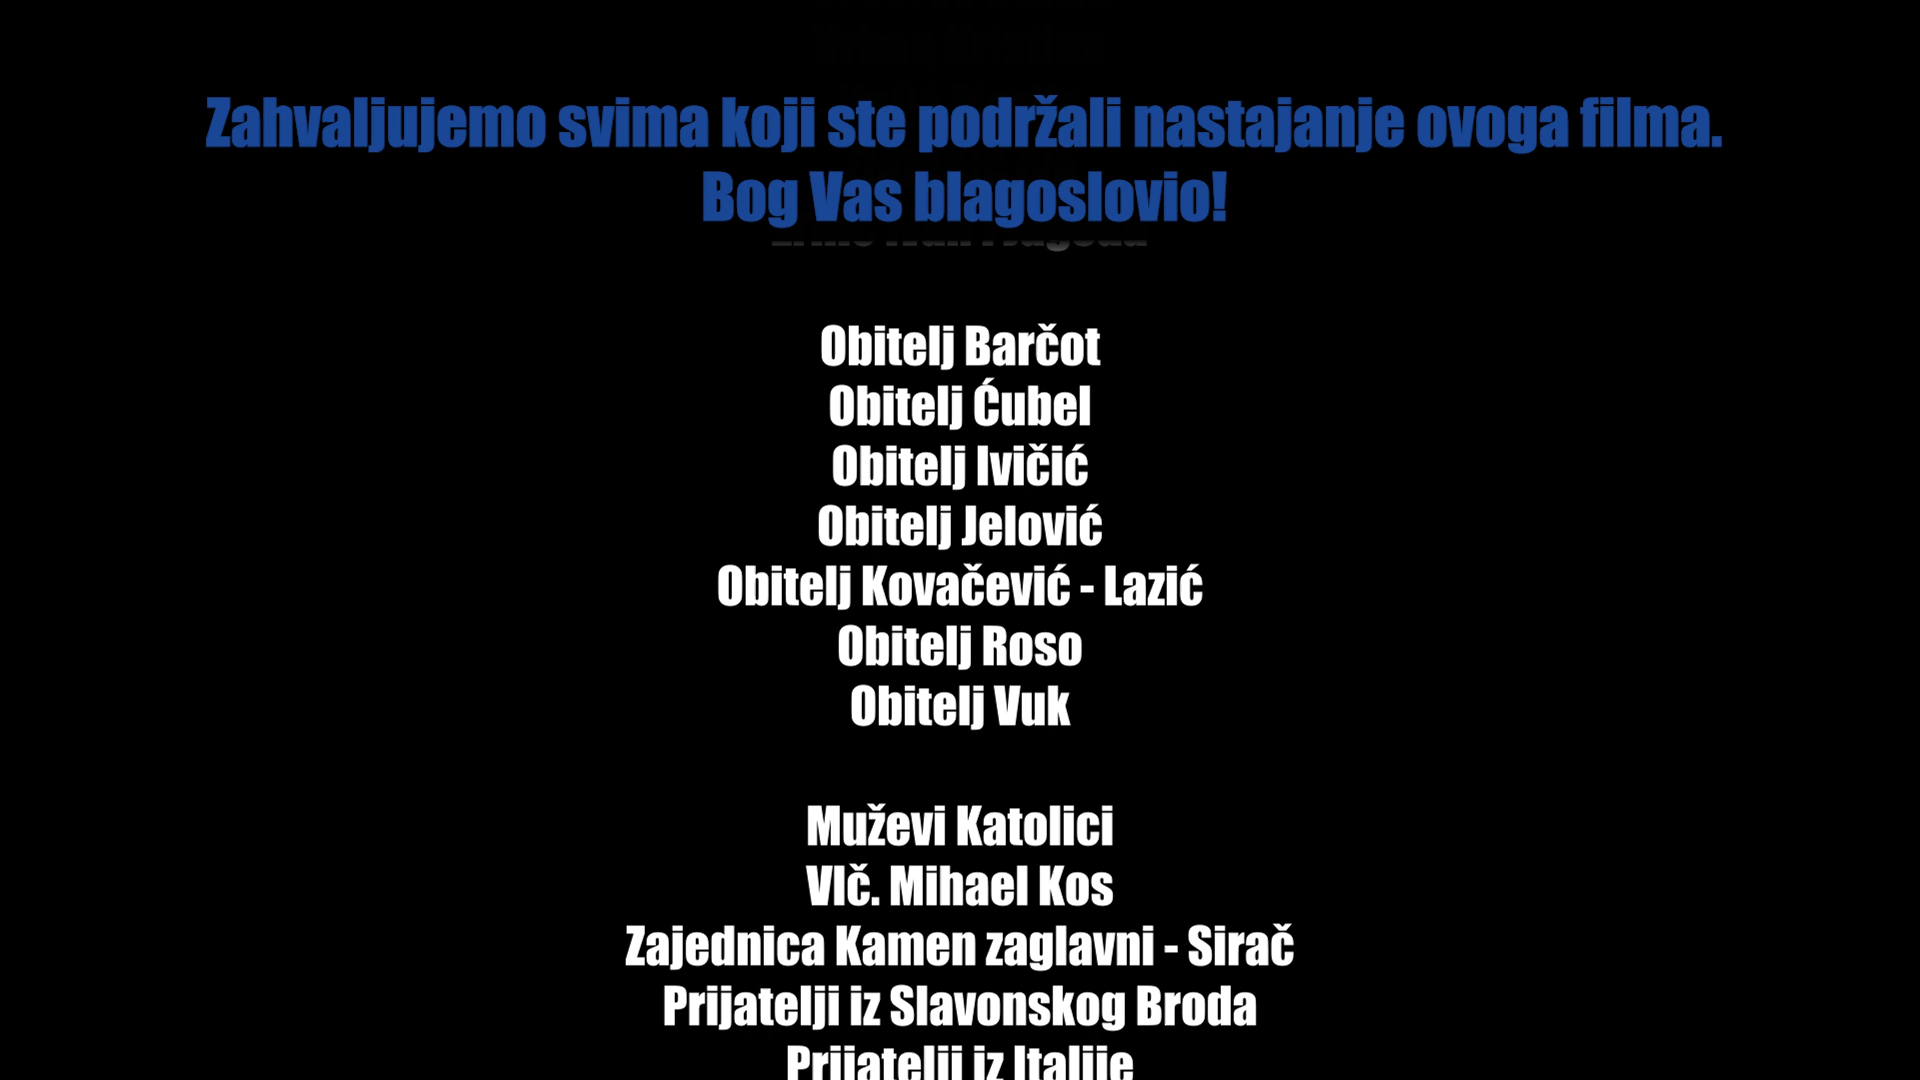 Zahvaljujemo svima koji ste podržali nastajanje ovoga filma.
Bog Vas blagoslovio!
Obitelj Barčot
Obitelj Ćubel
Obitelj Ivičić
Obitelj Jelović
Obitelj Kovačević - Lazić
Obitelj Roso
Obitelj Vuk
Muževi Katolici
Vlč. Mihael Kos
Zajednica Kamen zaglavni - Sirač
Prijatelji iz Slavonskog Broda
Prijatelji iz Italije